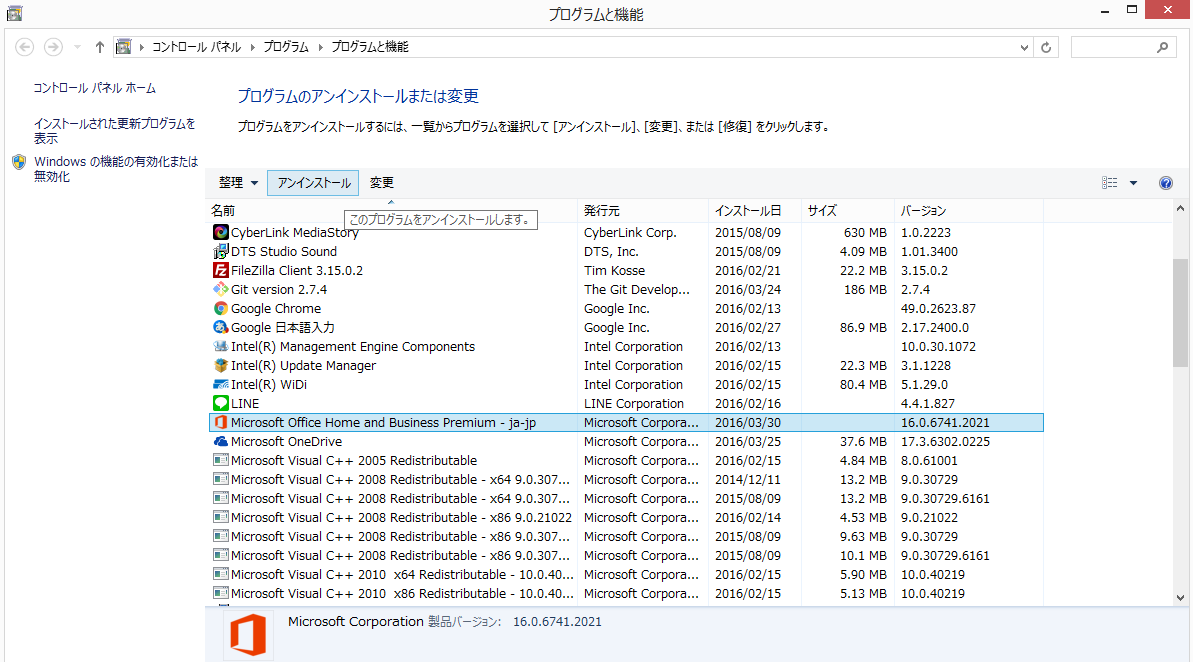 プログラムと機能
コントロール パネル プログラム プログラムと機能
コントロール パネル ホーム
インストールされた更新プログラムを
表示
Windows の機能の有効化または
無効化
プログラムのアンインストールまたは変更
プログラムをアンインストールするには、一覧からプログラムを選択して [アンインストール]、[変更]、または [修復] をクリックします。
整理 アンインストール 変更
名前 発行元 インストール日 サイズ バージョン
このプログラムをアンインストールします。
CyberLink MediaStory CyberLink Corp. 2015/08/09 630 MB 1.0.2223
DTS Studio Sound DTS, Inc. 2015/08/09 4.09 MB 1.01.3400
FileZilla Client 3.15.0.2 Tim Kosse 2016/02/21 22.2 MB 3.15.0.2
Git version 2.7.4 The Git Develop... 2016/03/24 186 MB 2.7.4
Google Chrome Google Inc. 2016/02/13 49.0.2623.87
Google 日本語入力 Google Inc. 2016/02/27 86.9 MB 2.17.2400.0
Intel(R) Management Engine Components Intel Corporation 2016/02/13 10.0.30.1072
Intel(R) Update Manager Intel Corporation 2016/02/15 22.3 MB 3.1.1228
Intel(R) WiDi Intel Corporation 2016/02/15 80.4 MB 5.1.29.0
LINE LINE Corporation 2016/02/16 4.4.1.827
Microsoft Office Home and Business Premium - ja-jp Microsoft Corpora... 2016/03/30 16.0.6741.2021
Microsoft OneDrive Microsoft Corpora... 2016/03/25 37.6 MB 17.3.6302.0225
Microsoft Visual C++ 2005 Redistributable Microsoft Corpora... 2016/02/15 4.84 MB 8.0.61001
Microsoft Visual C++ 2008 Redistributable - x64 9.0.307... Microsoft Corpora... 2014/12/11 13.2 MB 9.0.30729
Microsoft Visual C++ 2008 Redistributable - x64 9.0.307... Microsoft Corpora... 2015/08/09 13.2 MB 9.0.30729.6161
Microsoft Visual C++ 2008 Redistributable - x86 9.0.21022 Microsoft Corpora... 2016/02/14 4.53 MB 9.0.21022
Microsoft Visual C++ 2008 Redistributable - x86 9.0.307... Microsoft Corpora... 2015/08/09 9.63 MB 9.0.30729
Microsoft Visual C++ 2008 Redistributable - x86 9.0.307... Microsoft Corpora... 2015/08/09 10.1 MB 9.0.30729.6161
Microsoft Visual C++ 2010 x64 Redistributable - 10.0.40... Microsoft Corpora... 2016/02/15 5.90 MB 10.0.40219
Microsoft Visual C++ 2010 x86 Redistributable - 10.0.40... Microsoft Corpora... 2016/02/15 5.13 MB 10.0.40219
Microsoft Corporation 製品バージョン: 16.0.6741.2021